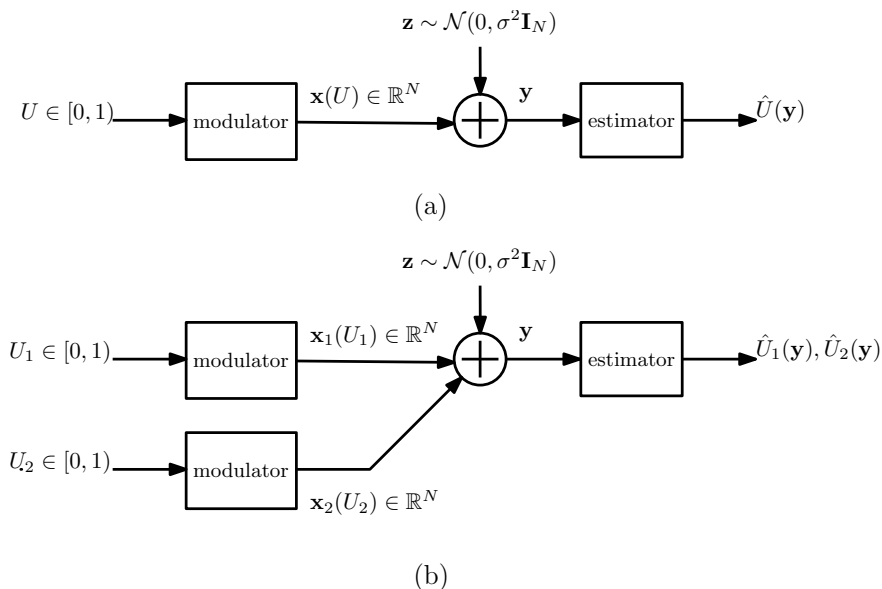 𝐳 ∼ 𝒩(0, σ²𝐈_N)
U ∈ [0, 1)
modulator
𝐱(U) ∈ ℝ^N
𝐲
estimator
Û(𝐲)
(a)
𝐳 ∼ 𝒩(0, σ²𝐈_N)
U₁ ∈ [0, 1)
modulator
𝐱₁(U₁) ∈ ℝ^N
𝐲
estimator
Û₁(𝐲), Û₂(𝐲)
U₂ ∈ [0, 1)
modulator
𝐱₂(U₂) ∈ ℝ^N
(b)